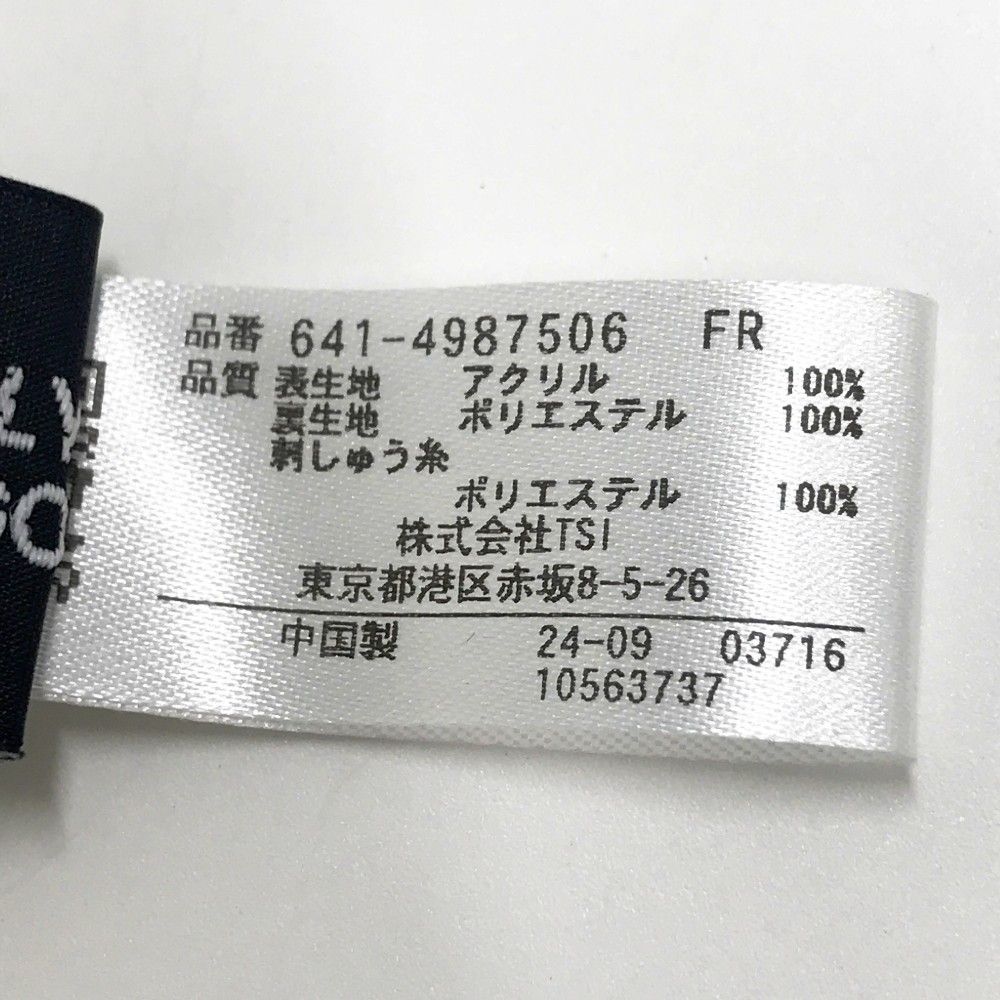 品番 641-4987506 FR
品質 表生地 アクリル 100%
裏生地 ポリエステル 100%
刺しゅう糸
ポリエステル 100%
株式会社TSI
東京都港区赤坂8-5-26
中国製 24-09 03716
10563737